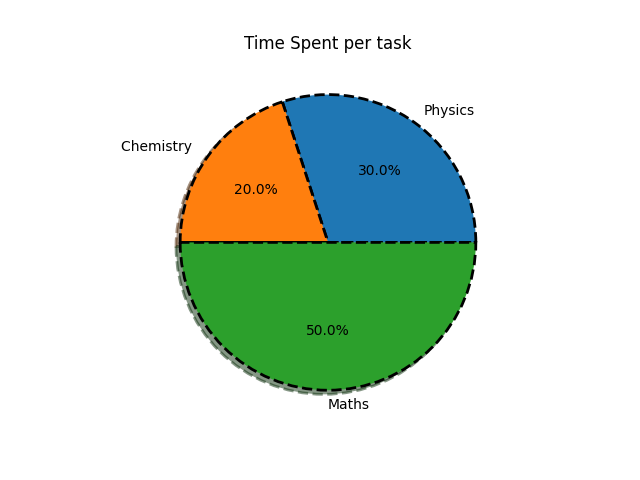 Time Spent per task
Physics
Chemistry
30.0%
20.0%
50.0%
Maths